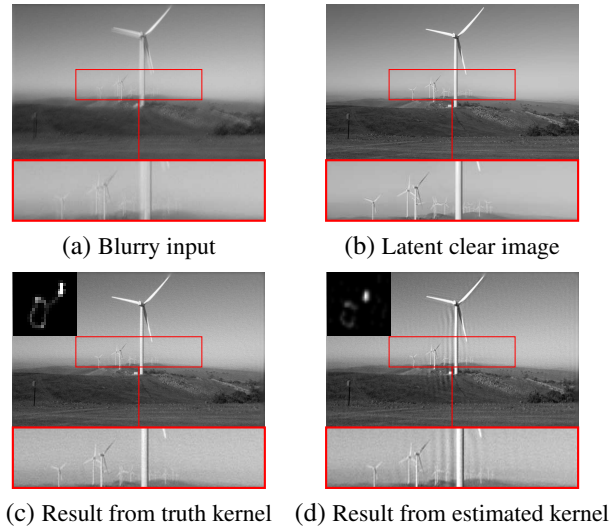 (a) Blurry input
(b) Latent clear image
(c) Result from truth kernel
(d) Result from estimated kernel